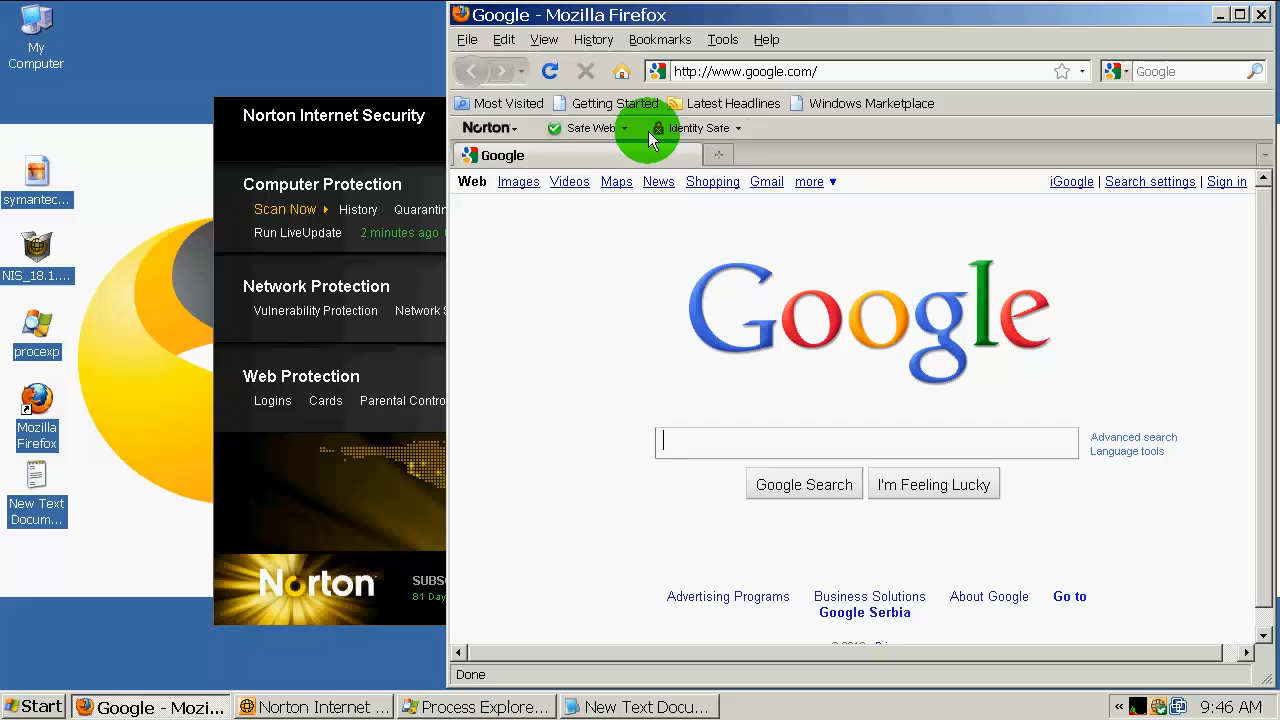 My
Computer
symantec...
NIS_18.1....
procexp
Mozilla
Firefox
New Text
Docum...
Norton Internet Security
Computer Protection
Scan Now History
Run LiveUpdate 2 minutes ago
Network Protection
Vulnerability Protection Network
Web Protection
Logins Cards Parental
Norton
81
Google - Mozilla Firefox
File Edit View History Bookmarks Tools Help
http://www.google.com/ Google
Most Visited Getting Started Latest Headlines Windows Marketplace
Norton Safe Web Identity Safe
Google
Web Images Videos Maps News Shopping Gmail more iGoogle | Search settings | Sign in
Google
Advanced search
Language tools
Google Search I'm Feeling Lucky
Advertising Programs Business Solutions About Google Go to
Google Serbia
Done
Start Google - Mozi... Norton Internet ... Process Explore... New Text Docu... « 9:46 AM